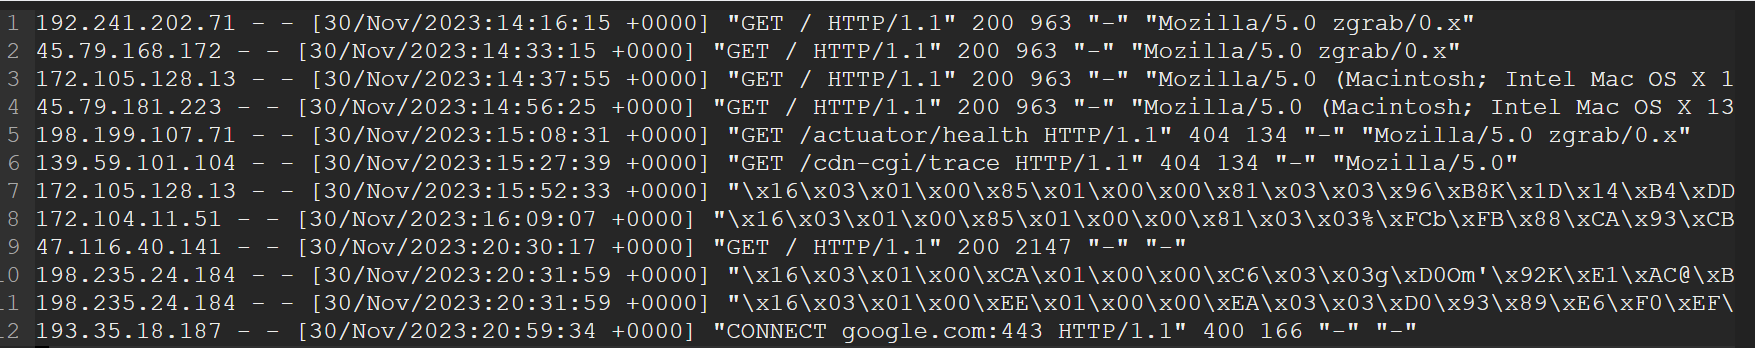 1 192.241.202.71 - - [30/Nov/2023:14:16:15 +0000] "GET / HTTP/1.1" 200 963 "-" "Mozilla/5.0 zgrab/0.x"
2 45.79.168.172 - - [30/Nov/2023:14:33:15 +0000] "GET / HTTP/1.1" 200 963 "-" "Mozilla/5.0 zgrab/0.x"
3 172.105.128.13 - - [30/Nov/2023:14:37:55 +0000] "GET / HTTP/1.1" 200 963 "-" "Mozilla/5.0 (Macintosh; Intel Mac OS X 1
4 45.79.181.223 - - [30/Nov/2023:14:56:25 +0000] "GET / HTTP/1.1" 200 963 "-" "Mozilla/5.0 (Macintosh; Intel Mac OS X 13
5 198.199.107.71 - - [30/Nov/2023:15:08:31 +0000] "GET /actuator/health HTTP/1.1" 404 134 "-" "Mozilla/5.0 zgrab/0.x"
6 139.59.101.104 - - [30/Nov/2023:15:27:39 +0000] "GET /cdn-cgi/trace HTTP/1.1" 404 134 "-" "Mozilla/5.0"
7 172.105.128.13 - - [30/Nov/2023:15:52:33 +0000] "\x16\x03\x01\x00\x85\x01\x00\x00\x81\x03\x03\x96\xB8K\x1D\x14\xB4\xDD
8 172.104.11.51 - - [30/Nov/2023:16:09:07 +0000] "\x16\x03\x01\x00\x85\x01\x00\x00\x81\x03\x03%\xFCb\xFB\x88\xCA\x93\xCB
9 47.116.40.141 - - [30/Nov/2023:20:30:17 +0000] "GET / HTTP/1.1" 200 2147 "-" "-"
10 198.235.24.184 - - [30/Nov/2023:20:31:59 +0000] "\x16\x03\x01\x00\xCA\x01\x00\x00\xC6\x03\x03g\xD0Om'\x92K\xE1\xAC@\xB
11 198.235.24.184 - - [30/Nov/2023:20:31:59 +0000] "\x16\x03\x01\x00\xEE\x01\x00\x00\xEA\x03\x03\xD0\x93\x89\xE6\xF0\xEF\
12 193.35.18.187 - - [30/Nov/2023:20:59:34 +0000] "CONNECT google.com:443 HTTP/1.1" 400 166 "-" "-"